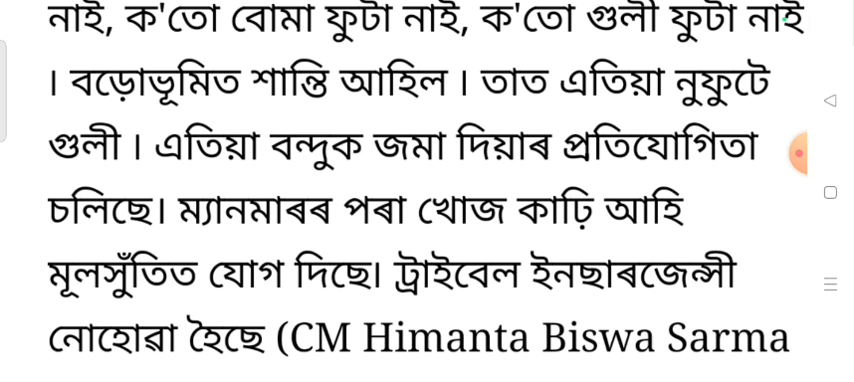 নাই, ক'তো বোমা ফুটা নাই, ক'তো গুলী ফুটা নাই
। বড়োভূমিত শান্তি আহিল । তাত এতিয়া নুফুটে
গুলী । এতিয়া বন্দুক জমা দিয়াৰ প্ৰতিযোগিতা
চলিছে। ম্যানমাৰৰ পৰা খোজ কাঢ়ি আহি
মূলসুঁতিত যোগ দিছে। ট্ৰাইবেল ইনছাৰজেন্সী
নোহোৱা হৈছে (CM Himanta Biswa Sarma